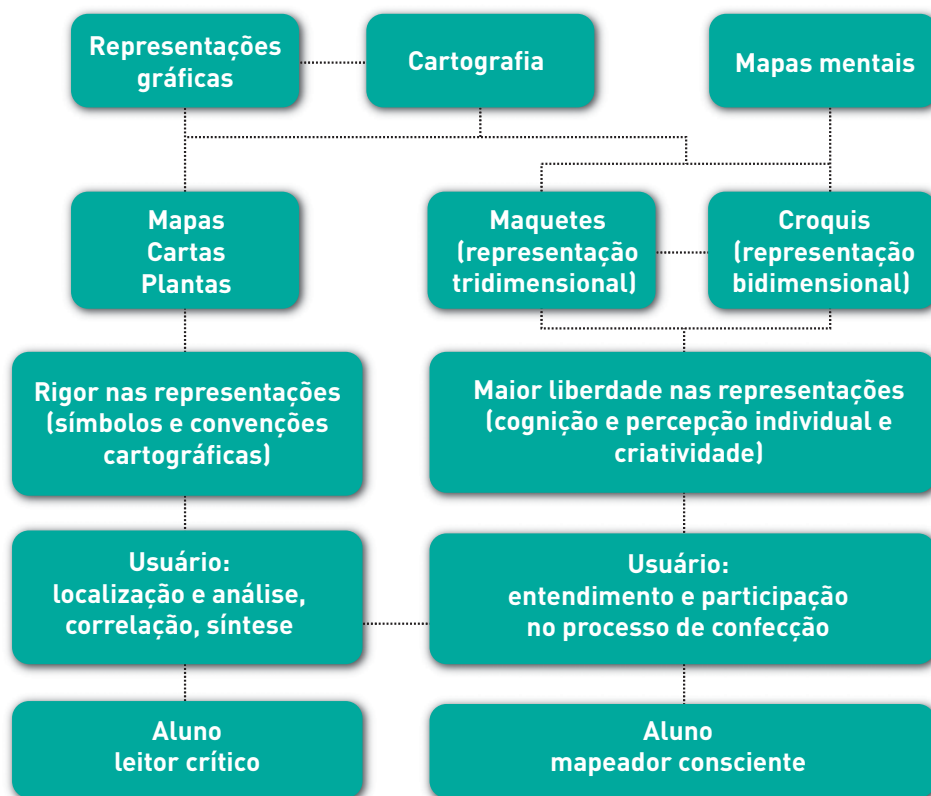 Representações
gráficas
Cartografia
Mapas mentais
Mapas
Cartas
Plantas
Maquetes
(representação
tridimensional)
Croquis
(representação
bidimensional)
Rigor nas representações
(símbolos e convenções
cartográficas)
Maior liberdade nas representações
(cognição e percepção individual e
criatividade)
Usuário:
localização e análise,
correlação, síntese
Usuário:
entendimento e participação
no processo de confecção
Aluno
leitor crítico
Aluno
mapeador consciente